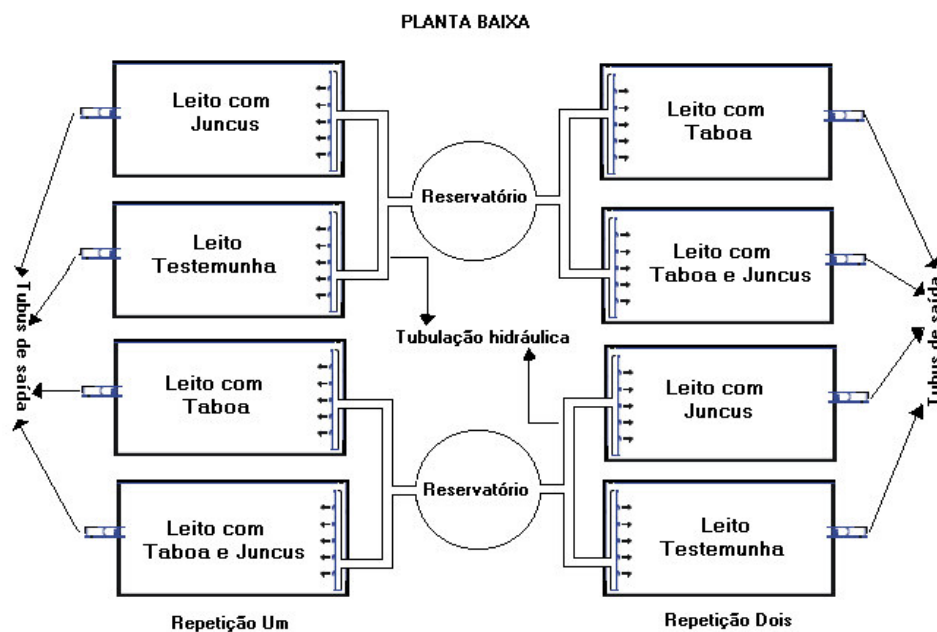 PLANTA BAIXA
Leito com
Juncus
Leito com
Taboa
Reservatório
Leito
Testemunha
Leito com
Taboa e Juncus
Tubus de saída
Tubulação hidráulica
Tubus de saída
Leito com
Taboa
Leito com
Juncus
Reservatório
Leito com
Taboa e Juncus
Leito
Testemunha
Repetição Um
Repetição Dois